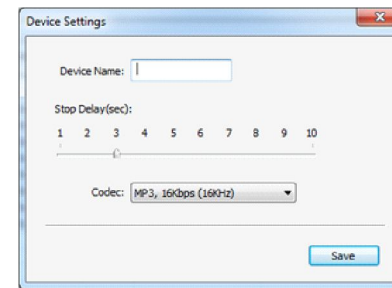 Device Settings
Device Name:
Stop Delay(sec):
1 2 3 4 5 6 7 8 9 10
Codec: MP3, 16Kbps (16KHz)
Save